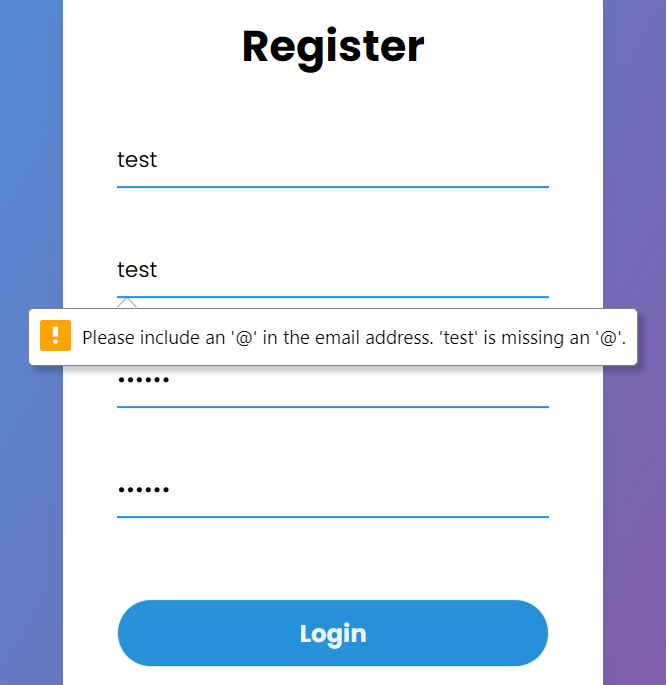 Register
test
test
Please include an '@' in the email address. 'test' is missing an '@'.
••••••
••••••
Login